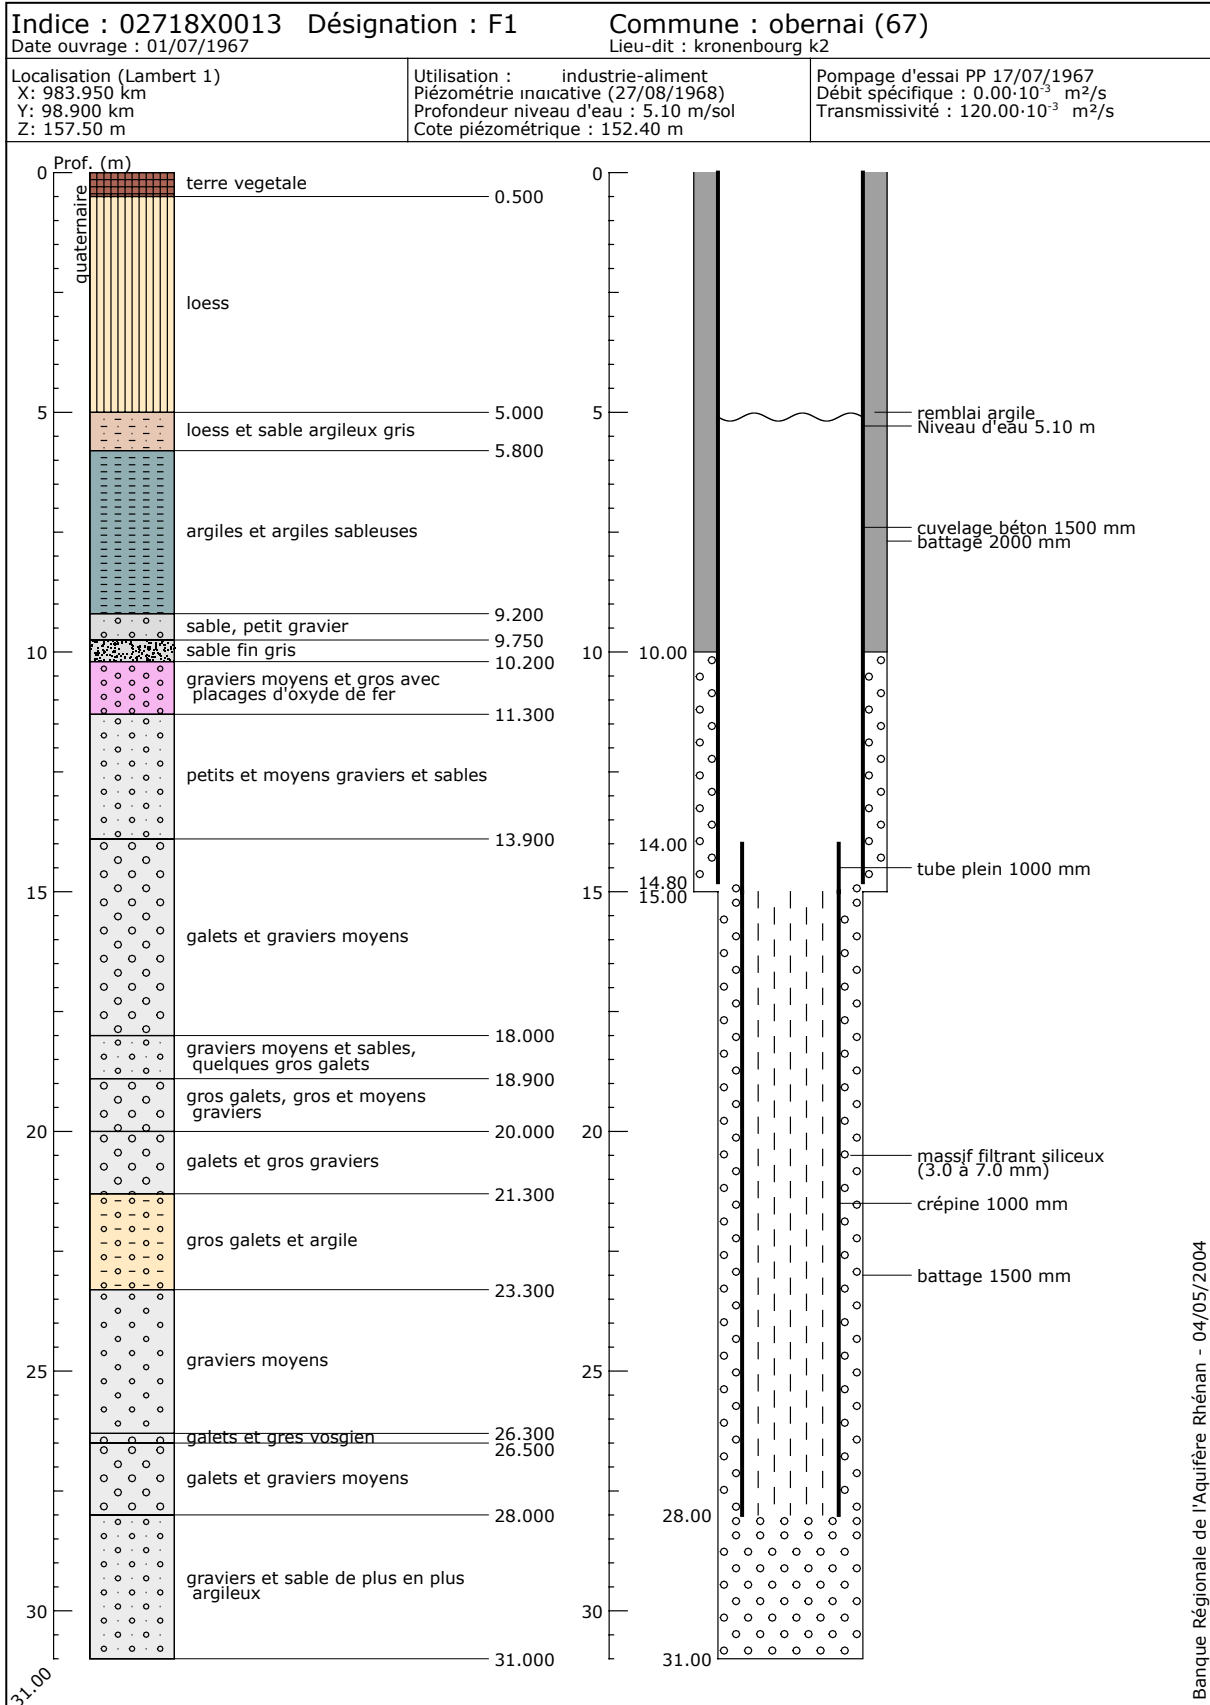 Indice : 02718X0013 Désignation : F1 Commune : obernai (67)
Date ouvrage : 01/07/1967 Lieu-dit : kronenbourg k2
Localisation (Lambert 1)
X: 983.950 km
Y: 98.900 km
Z: 157.50 m
Utilisation : industrie-aliment
Piézométrie indicative (27/08/1968)
Profondeur niveau d'eau : 5.10 m/sol
Cote piézométrique : 152.40 m
Pompage d'essai PP 17/07/1967
Débit spécifique : 0.00·10⁻³ m²/s
Transmissivité : 120.00·10⁻³ m²/s
Prof. (m)
0
5
10
15
20
25
30
31.00
quaternaire
terre vegetale
0.500
loess
5.000
loess et sable argileux gris
5.800
argiles et argiles sableuses
9.200
sable, petit gravier
9.750
sable fin gris
10.200
graviers moyens et gros avec
placages d'oxyde de fer
11.300
petits et moyens graviers et sables
13.900
galets et graviers moyens
18.000
graviers moyens et sables,
quelques gros galets
18.900
gros galets, gros et moyens
graviers
20.000
galets et gros graviers
21.300
gros galets et argile
23.300
graviers moyens
26.300
galets et gres vosgien
26.500
galets et graviers moyens
28.000
graviers et sable de plus en plus
argileux
31.000
0
5
10
15
20
25
30
10.00
14.00
14.80
15.00
28.00
31.00
remblai argile
Niveau d'eau 5.10 m
cuvelage béton 1500 mm
battage 2000 mm
tube plein 1000 mm
massif filtrant siliceux
(3.0 à 7.0 mm)
crépine 1000 mm
battage 1500 mm
Banque Régionale de l'Aquifère Rhénan - 04/05/2004